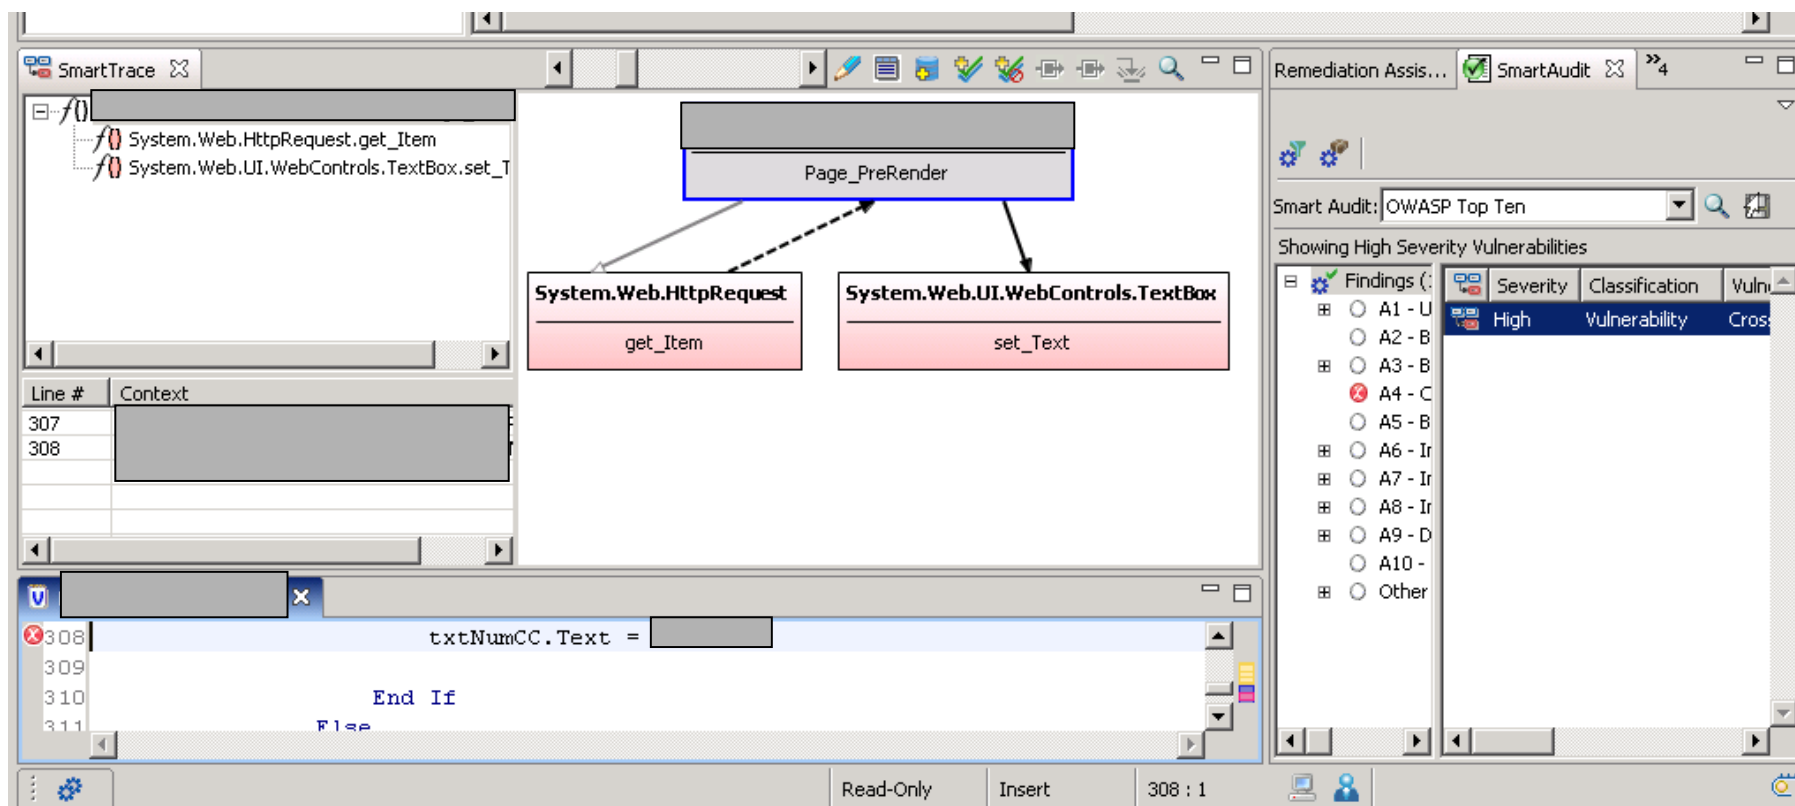 SmartTrace
f()
f() System.Web.HttpRequest.get_Item
f() System.Web.UI.WebControls.TextBox.set_T
Line # Context
307
308
Page_PreRender
System.Web.HttpRequest
get_Item
System.Web.UI.WebControls.TextBox
set_Text
308 txtNumCC.Text =
309
310 End If
311 Else
Remediation Assis... SmartAudit »4
Smart Audit: OWASP Top Ten
Showing High Severity Vulnerabilities
Findings (
A1 - U
A2 - B
A3 - B
A4 - C
A5 - B
A6 - Ir
A7 - Ir
A8 - Ir
A9 - D
A10 -
Other
Severity Classification Vuln
High Vulnerability Cros
Read-Only Insert 308 : 1